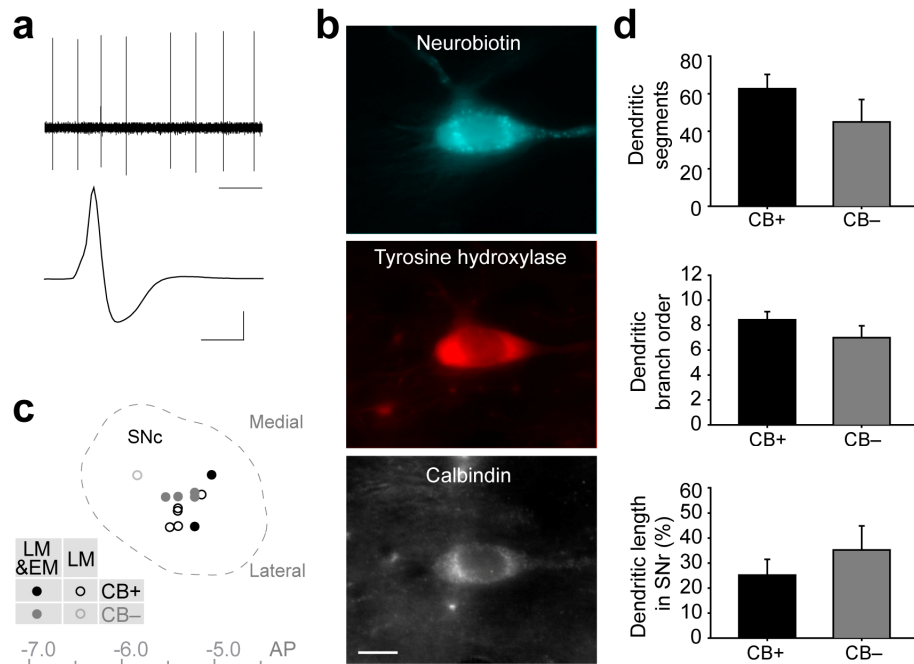 a
b
Neurobiotin
Tyrosine hydroxylase
Calbindin
c
SNc
Medial
Lateral
LM
&EM
LM
CB+
CB–
-7.0
-6.0
-5.0
AP
d
Dendritic
segments
80
60
40
20
0
CB+
CB–
Dendritic
branch order
12
10
8
6
4
2
0
CB+
CB–
Dendritic length
in SNr (%)
60
50
40
30
20
10
0
CB+
CB–